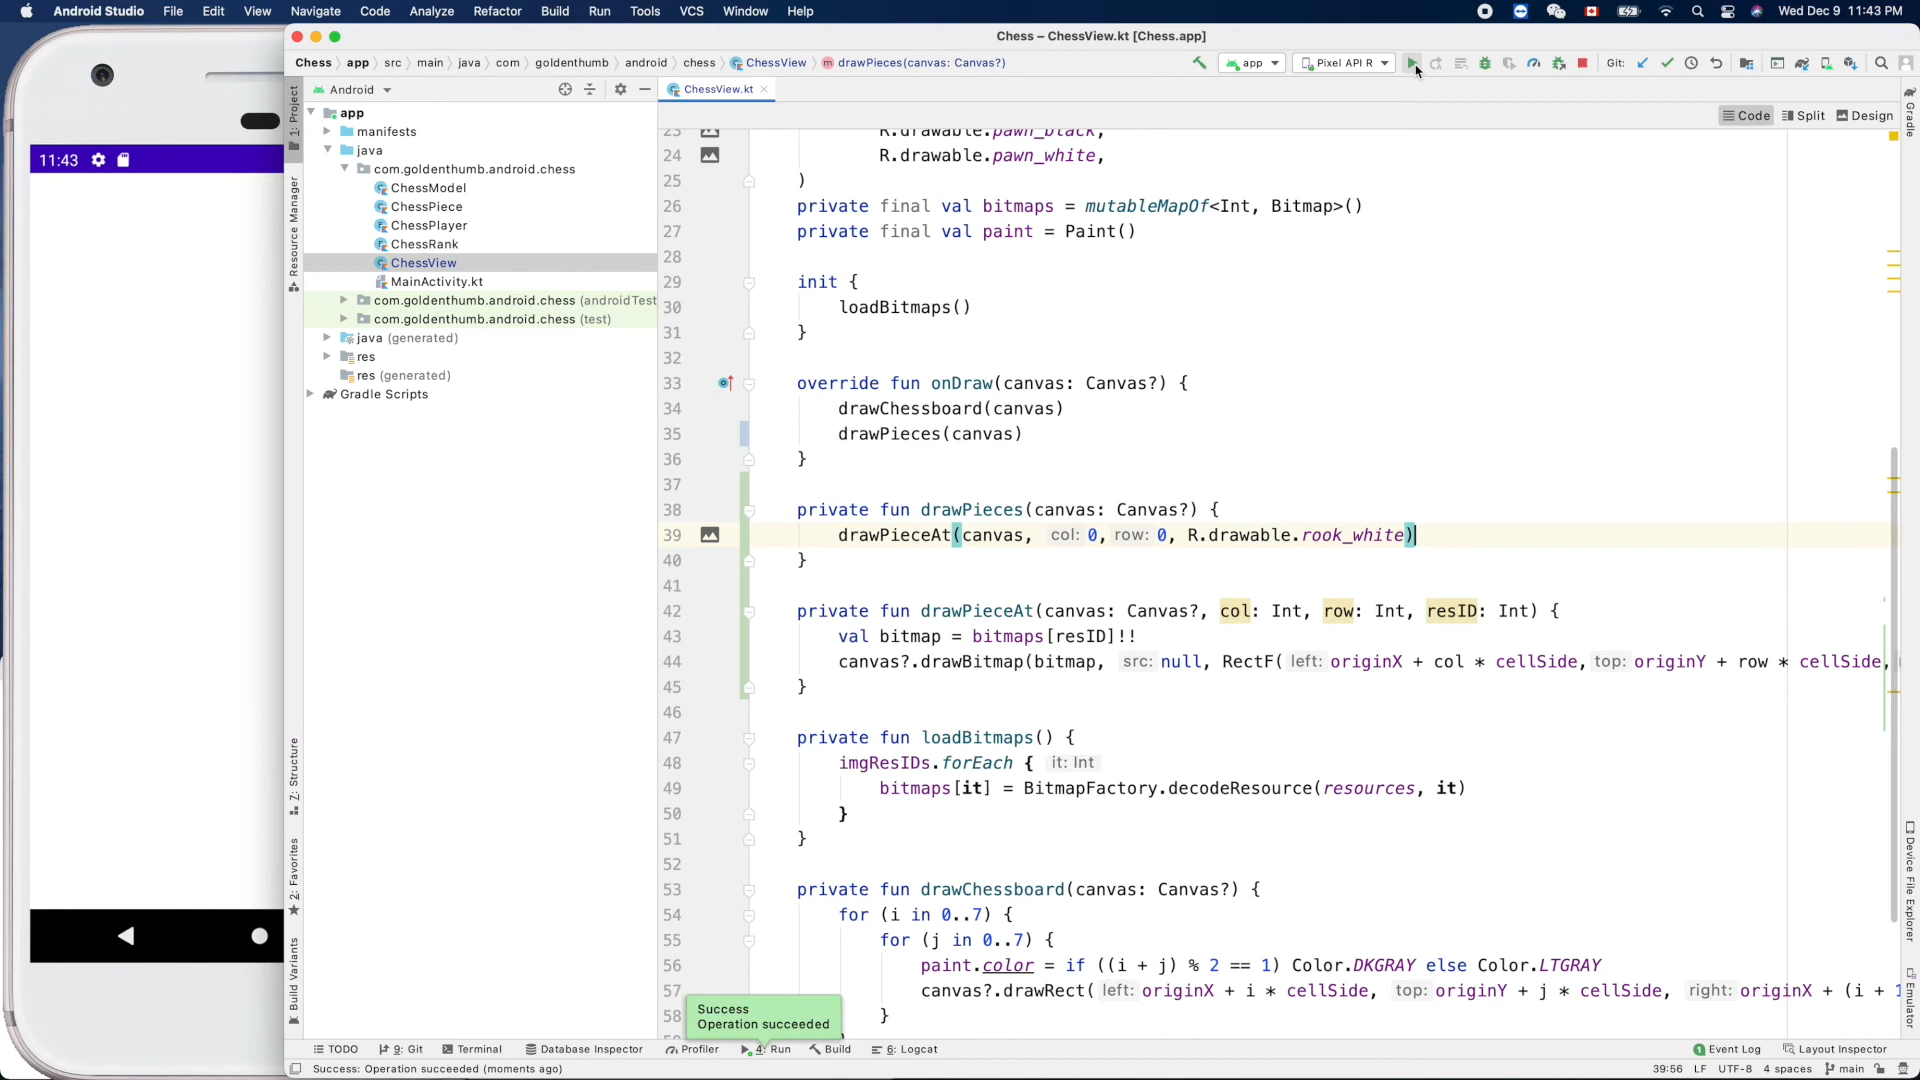 Android Studio File Edit View Navigate Code Analyze Refactor Build Run Tools VCS Window Help Wed Dec 9 11:43 PM
Chess – ChessView.kt [Chess.app]
Chess app src main java com goldenthumb android chess ChessView drawPieces(canvas: Canvas?) app Pixel API R Git:
Android ChessView.kt
Code Split Design
11:43
1: Project
Resource Manager
Z: Structure
2: Favorites
Build Variants
app
manifests
java
com.goldenthumb.android.chess
ChessModel
ChessPiece
ChessPlayer
ChessRank
ChessView
MainActivity.kt
com.goldenthumb.android.chess (androidTest
com.goldenthumb.android.chess (test)
java (generated)
res
res (generated)
Gradle Scripts
23 R.drawable.pawn_black,
24 R.drawable.pawn_white,
25 )
26 private final val bitmaps = mutableMapOf<Int, Bitmap>()
27 private final val paint = Paint()
28
29 init {
30 loadBitmaps()
31 }
32
33 override fun onDraw(canvas: Canvas?) {
34 drawChessboard(canvas)
35 drawPieces(canvas)
36 }
37
38 private fun drawPieces(canvas: Canvas?) {
39 drawPieceAt(canvas, col: 0, row: 0, R.drawable.rook_white)
40 }
41
42 private fun drawPieceAt(canvas: Canvas?, col: Int, row: Int, resID: Int) {
43 val bitmap = bitmaps[resID]!!
44 canvas?.drawBitmap(bitmap, src: null, RectF( left: originX + col * cellSide, top: originY + row * cellSide,
45 }
46
47 private fun loadBitmaps() {
48 imgResIDs.forEach { it: Int
49 bitmaps[it] = BitmapFactory.decodeResource(resources, it)
50 }
51 }
52
53 private fun drawChessboard(canvas: Canvas?) {
54 for (i in 0..7) {
55 for (j in 0..7) {
56 paint.color = if ((i + j) % 2 == 1) Color.DKGRAY else Color.LTGRAY
57 canvas?.drawRect( left: originX + i * cellSide, top: originY + j * cellSide, right: originX + (i + 1
58 }
Success
Operation succeeded
Gradle
Device File Explorer
Emulator
TODO 9: Git Terminal Database Inspector Profiler 4: Run Build 6: Logcat 1 Event Log Layout Inspector
Success: Operation succeeded (moments ago) 39:56 LF UTF-8 4 spaces main